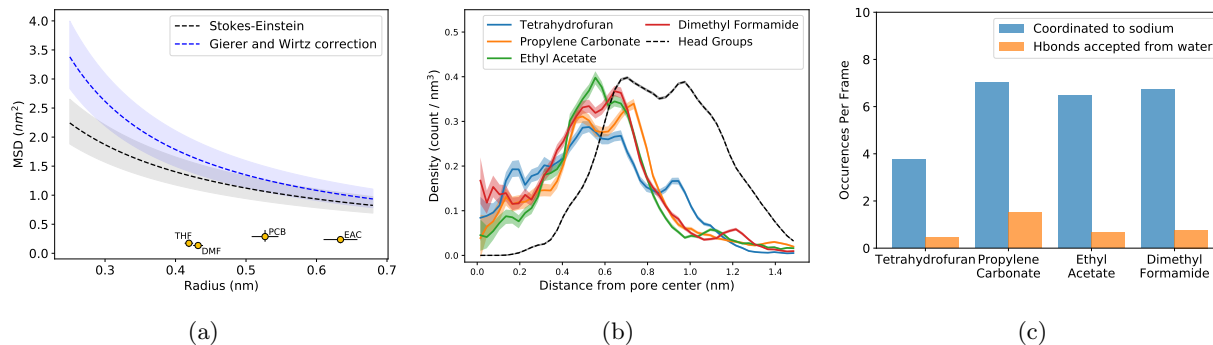 4.0
3.5
3.0
2.5
2.0
1.5
1.0
0.5
0.0
MSD (nm²)
Stokes-Einstein
Gierer and Wirtz correction
THF
DMF
PCB
EAC
0.3 0.4 0.5 0.6 0.7
Radius (nm)
(a)
Tetrahydrofuran
Propylene Carbonate
Ethyl Acetate
Dimethyl Formamide
Head Groups
0.5
0.4
0.3
0.2
0.1
0.0
Density (count / nm³)
0.0 0.2 0.4 0.6 0.8 1.0 1.2 1.4
Distance from pore center (nm)
(b)
10
8
6
4
2
0
Occurences Per Frame
Coordinated to sodium
Hbonds accepted from water
Tetrahydrofuran
Propylene
Carbonate
Ethyl
Acetate
Dimethyl
Formamide
(c)